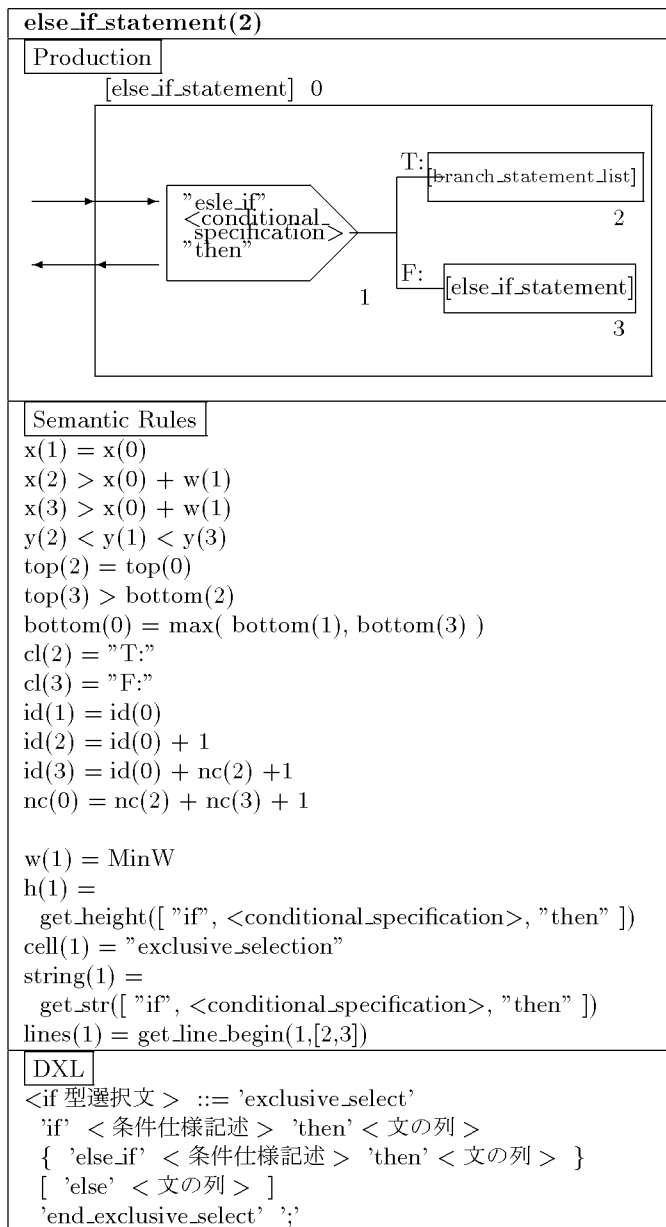 else_if_statement(2)
Production
[else_if_statement] 0
T:
[branch_statement_list]
"esle_if"
<conditional_
specification>
"then"
2
F:
[else_if_statement]
1
3
Semantic Rules
x(1) = x(0)
x(2) > x(0) + w(1)
x(3) > x(0) + w(1)
y(2) < y(1) < y(3)
top(2) = top(0)
top(3) > bottom(2)
bottom(0) = max( bottom(1), bottom(3) )
cl(2) = "T:"
cl(3) = "F:"
id(1) = id(0)
id(2) = id(0) + 1
id(3) = id(0) + nc(2) +1
nc(0) = nc(2) + nc(3) + 1
w(1) = MinW
h(1) =
get_height([ "if", <conditional_specification>, "then" ])
cell(1) = "exclusive_selection"
string(1) =
get_str([ "if", <conditional_specification>, "then" ])
lines(1) = get_line_begin(1,[2,3])
DXL
<if 型選択文 > ::= 'exclusive_select'
'if' < 条件仕様記述 > 'then' < 文の列 >
{ 'else_if' < 条件仕様記述 > 'then' < 文の列 > }
[ 'else' < 文の列 > ]
'end_exclusive_select' ';'